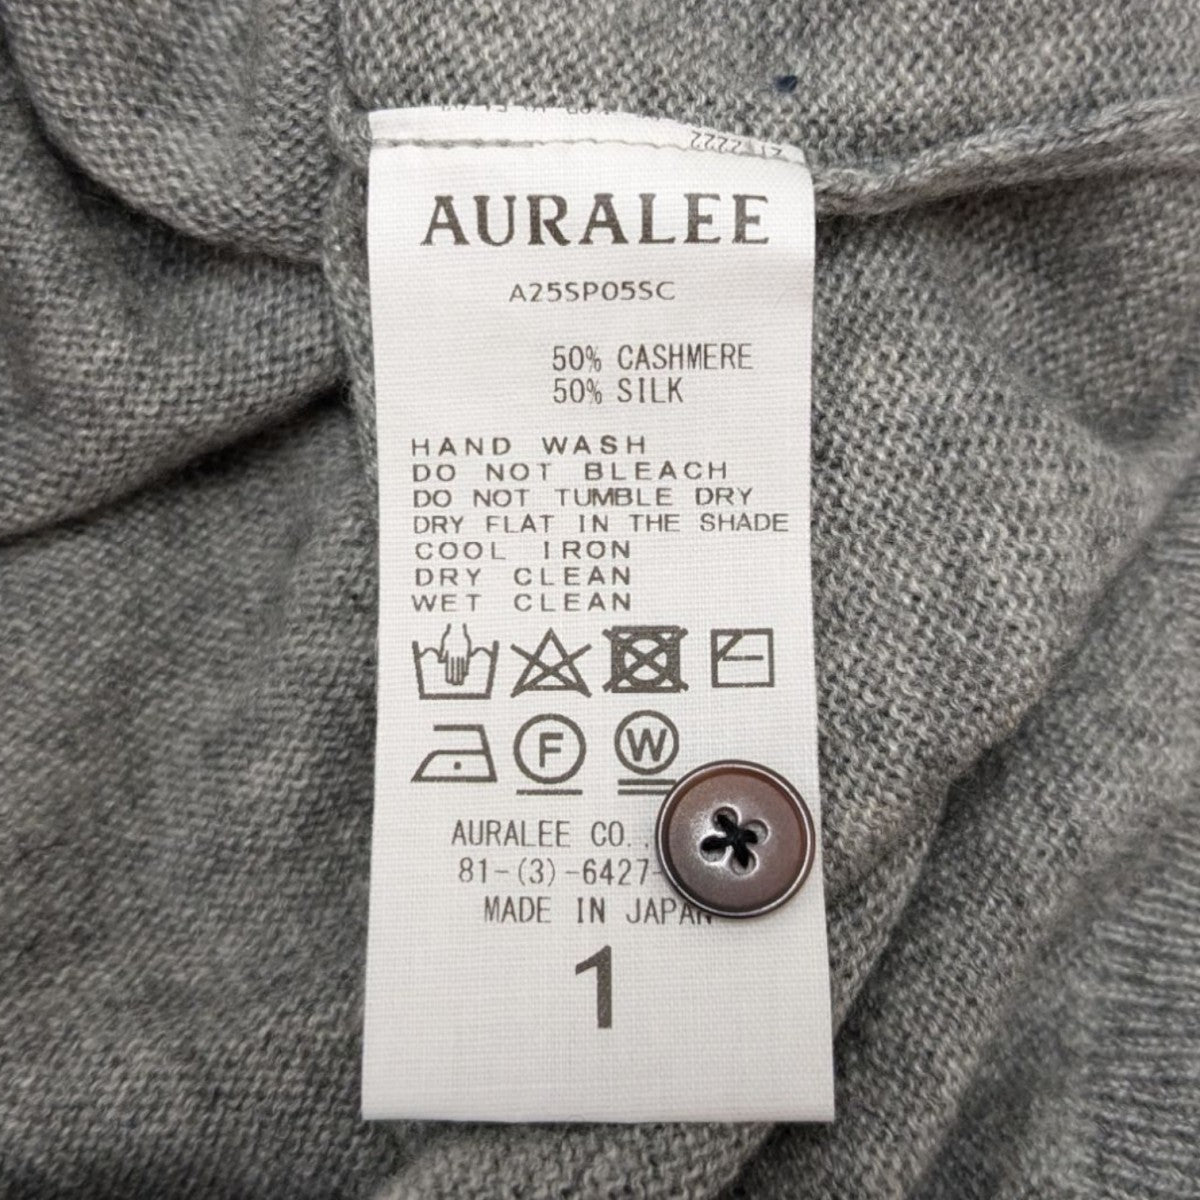 2222
AURALEE
A25SP05SC
50% CASHMERE
50% SILK
HAND WASH
DO NOT BLEACH
DO NOT TUMBLE DRY
DRY FLAT IN THE SHADE
COOL IRON
DRY CLEAN
WET CLEAN
F W
AURALEE CO.,
81-(3)-6427-
MADE IN JAPAN
1